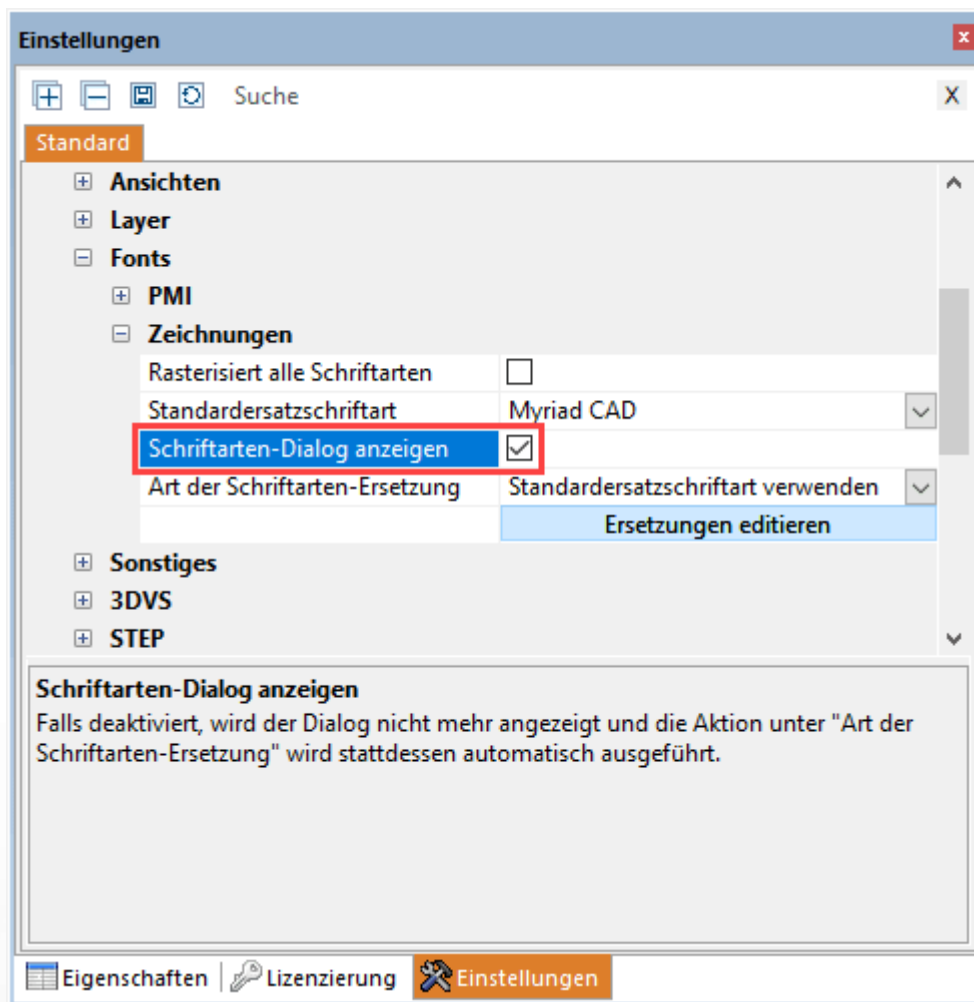 Einstellungen
x
Suche
X
Standard
Ansichten
Layer
Fonts
PMI
Zeichnungen
Rasterisiert alle Schriftarten
Standardersatzschriftart Myriad CAD
Schriftarten-Dialog anzeigen
Art der Schriftarten-Ersetzung Standardersatzschriftart verwenden
Ersetzungen editieren
Sonstiges
3DVS
STEP
Schriftarten-Dialog anzeigen
Falls deaktiviert, wird der Dialog nicht mehr angezeigt und die Aktion unter "Art der
Schriftarten-Ersetzung" wird stattdessen automatisch ausgeführt.
Eigenschaften Lizenzierung Einstellungen